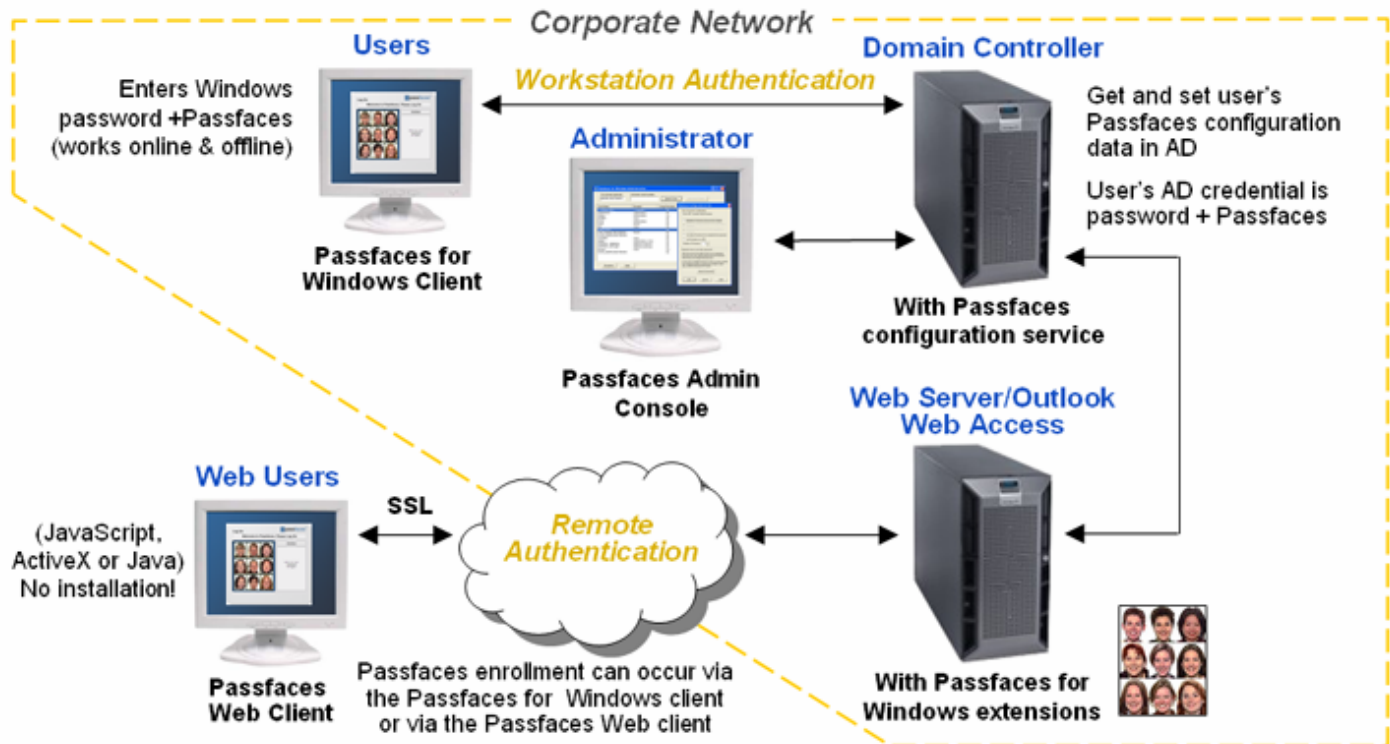 Corporate Network
Users
Domain Controller
Workstation Authentication
Enters Windows
password +Passfaces
(works online & offline)
Get and set user's
Passfaces configuration
data in AD
User's AD credential is
password + Passfaces
Administrator
Passfaces for
Windows Client
With Passfaces
configuration service
Passfaces Admin
Console
Web Server/Outlook
Web Access
Web Users
SSL
Remote
Authentication
(JavaScript,
ActiveX or Java)
No installation!
Passfaces
Web Client
Passfaces enrollment can occur via
the Passfaces for Windows client
or via the Passfaces Web client
With Passfaces for
Windows extensions